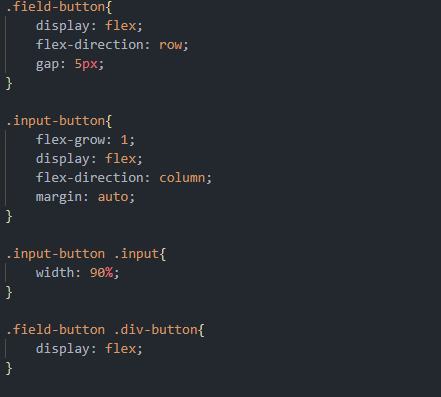 .field-button{
    display: flex;
    flex-direction: row;
    gap: 5px;
}

.input-button{
    flex-grow: 1;
    display: flex;
    flex-direction: column;
    margin: auto;
}

.input-button .input{
    width: 90%;
}

.field-button .div-button{
    display: flex;
}